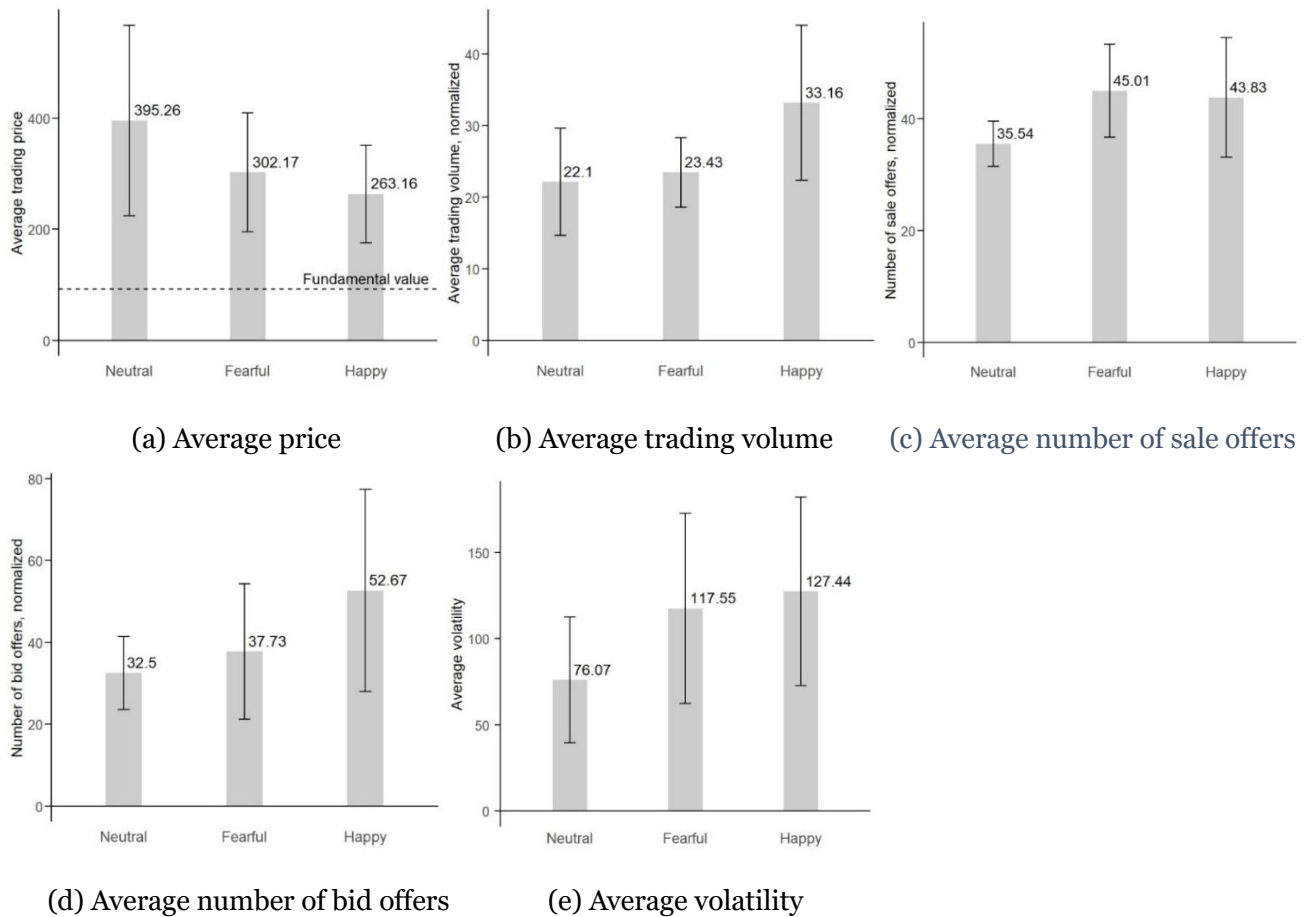 Average trading price
400
200
0
395.26
302.17
263.16
Fundamental value
Neutral Fearful Happy
(a) Average price
Average trading volume, normalized
40
30
20
10
0
22.1
23.43
33.16
Neutral Fearful Happy
(b) Average trading volume
Number of sale offers, normalized
40
20
0
35.54
45.01
43.83
Neutral Fearful Happy
(c) Average number of sale offers
Number of bid offers, normalized
80
60
40
20
0
32.5
37.73
52.67
Neutral Fearful Happy
(d) Average number of bid offers
Average volatility
150
100
50
0
76.07
117.55
127.44
Neutral Fearful Happy
(e) Average volatility